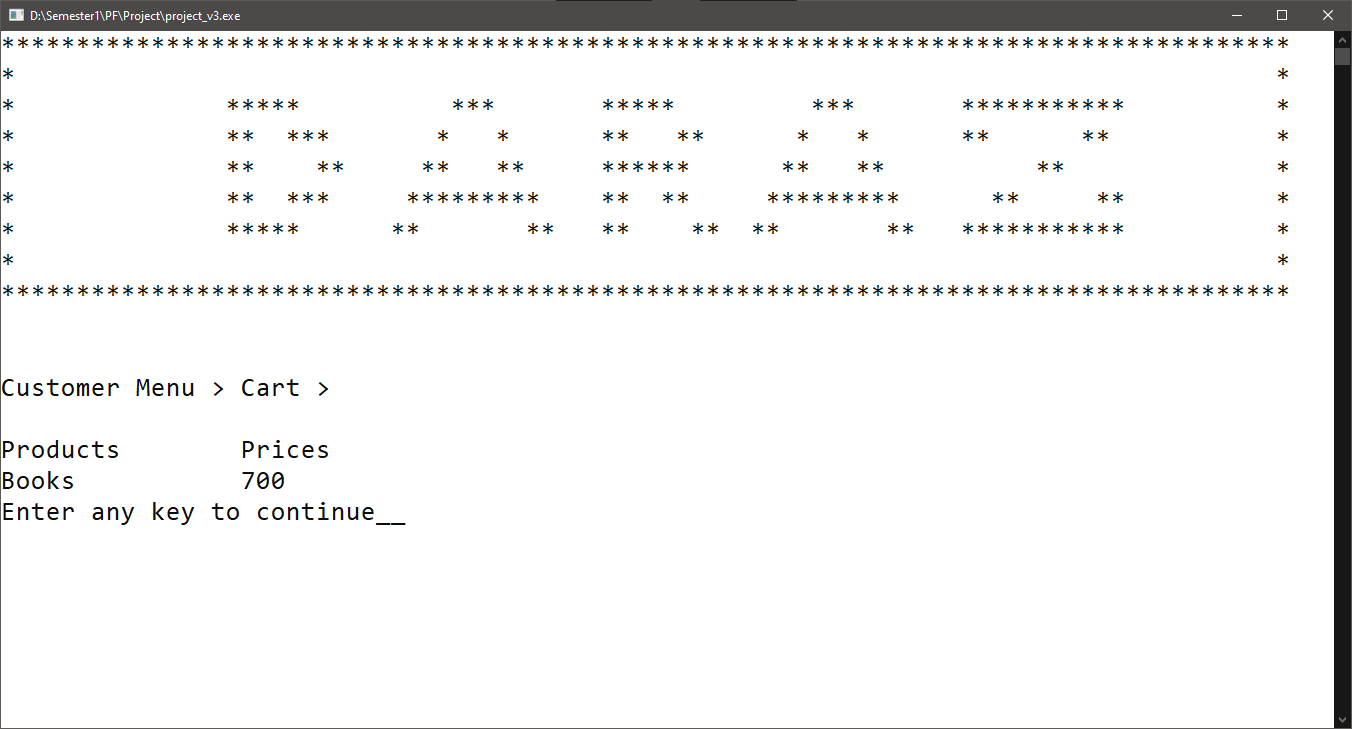 D:\Semester1\PF\Project\project_v3.exe
**************************************************************************************
*                                                                                    *
*              *****          ***       *****         ***       ***********          *
*              **  ***       *   *      **   **      *   *      **      **           *
*              **    **     **   **     ******      **   **          **              *
*              **  ***     *********    **  **     *********      **     **          *
*              *****      **       **   **    **  **       **   ***********          *
*                                                                                    *
**************************************************************************************
Customer Menu > Cart >
Products        Prices
Books           700
Enter any key to continue__